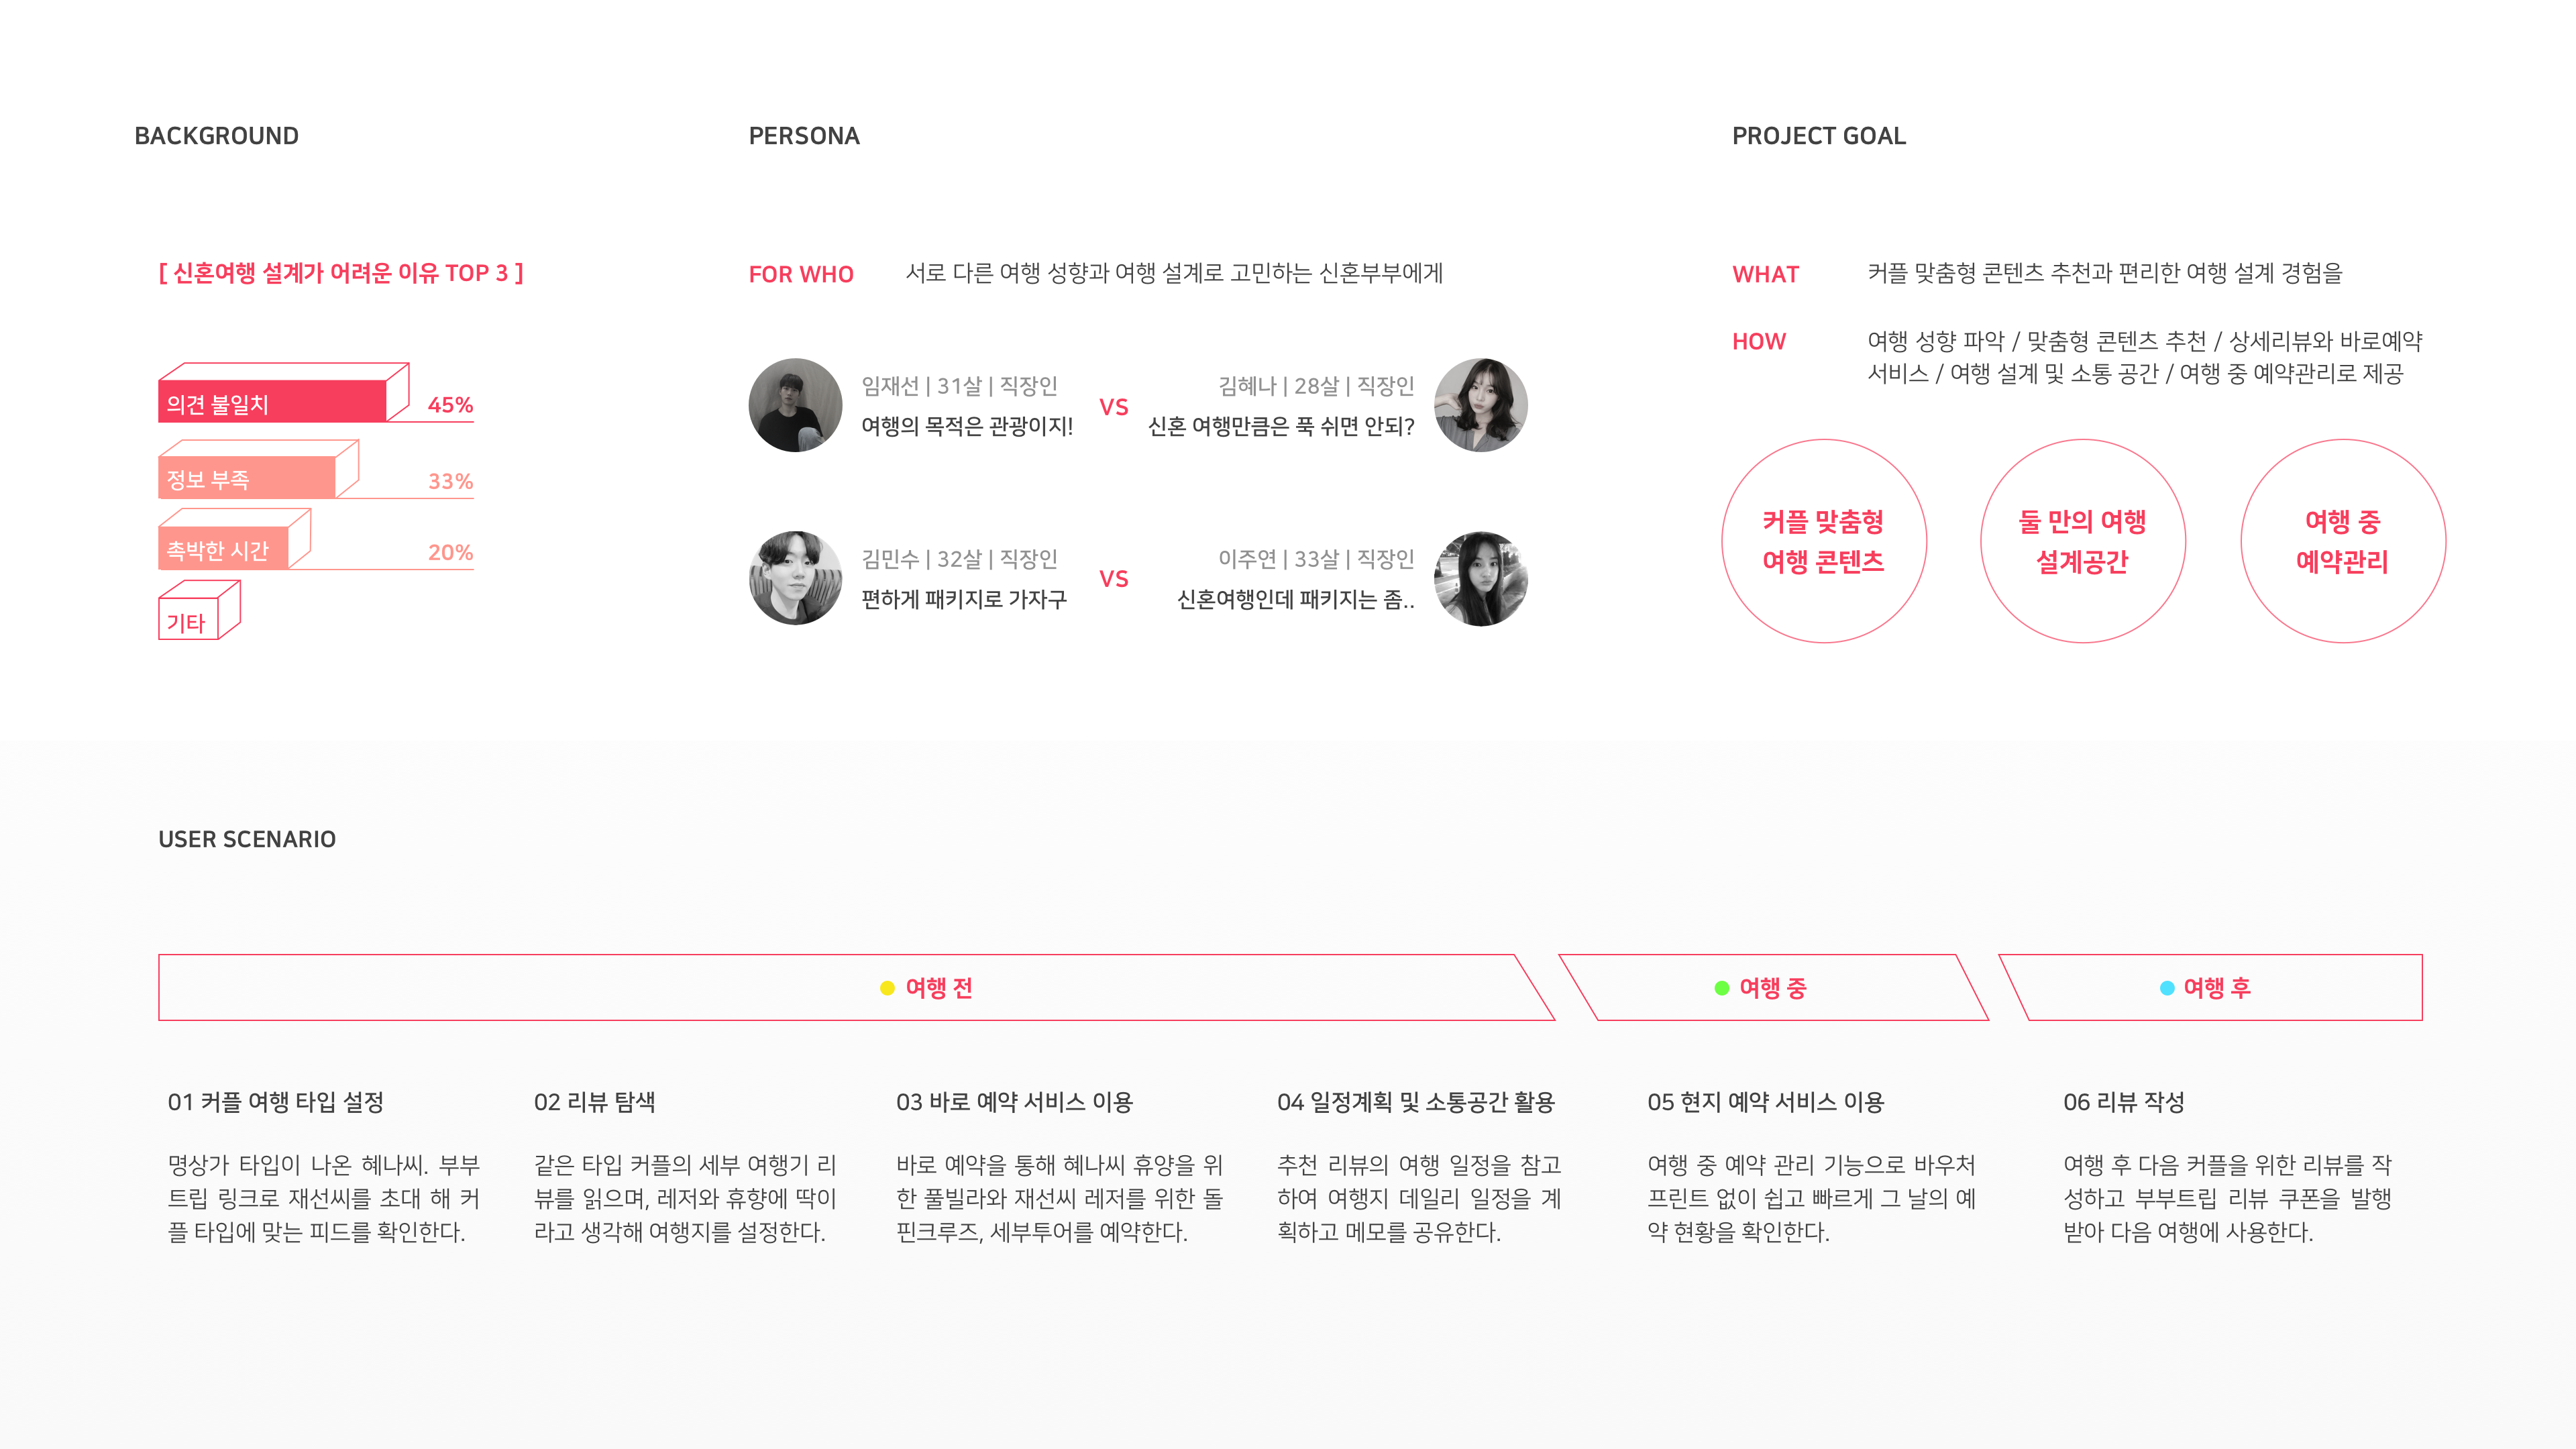 BACKGROUND
[ 신혼여행 설계가 어려운 이유 TOP 3 ]
의견 불일치
45%
정보 부족
33%
촉박한 시간
20%
기타
PERSONA
FOR WHO
서로 다른 여행 성향과 여행 설계로 고민하는 신혼부부에게
임재선 | 31살 | 직장인
여행의 목적은 관광이지!
VS
김혜나 | 28살 | 직장인
신혼 여행만큼은 푹 쉬면 안되?
김민수 | 32살 | 직장인
편하게 패키지로 가자구
VS
이주연 | 33살 | 직장인
신혼여행인데 패키지는 좀..
PROJECT GOAL
WHAT
커플 맞춤형 콘텐츠 추천과 편리한 여행 설계 경험을
HOW
여행 성향 파악 / 맞춤형 콘텐츠 추천 / 상세리뷰와 바로예약
서비스 / 여행 설계 및 소통 공간 / 여행 중 예약관리로 제공
커플 맞춤형
여행 콘텐츠
둘 만의 여행
설계공간
여행 중
예약관리
USER SCENARIO
여행 전
여행 중
여행 후
01 커플 여행 타입 설정
명상가 타입이 나온 혜나씨. 부부
트립 링크로 재선씨를 초대 해 커
플 타입에 맞는 피드를 확인한다.
02 리뷰 탐색
같은 타입 커플의 세부 여행기 리
뷰를 읽으며, 레저와 휴향에 딱이
라고 생각해 여행지를 설정한다.
03 바로 예약 서비스 이용
바로 예약을 통해 혜나씨 휴양을 위
한 풀빌라와 재선씨 레저를 위한 돌
핀크루즈, 세부투어를 예약한다.
04 일정계획 및 소통공간 활용
추천 리뷰의 여행 일정을 참고
하여 여행지 데일리 일정을 계
획하고 메모를 공유한다.
05 현지 예약 서비스 이용
여행 중 예약 관리 기능으로 바우처
프린트 없이 쉽고 빠르게 그 날의 예
약 현황을 확인한다.
06 리뷰 작성
여행 후 다음 커플을 위한 리뷰를 작
성하고 부부트립 리뷰 쿠폰을 발행
받아 다음 여행에 사용한다.